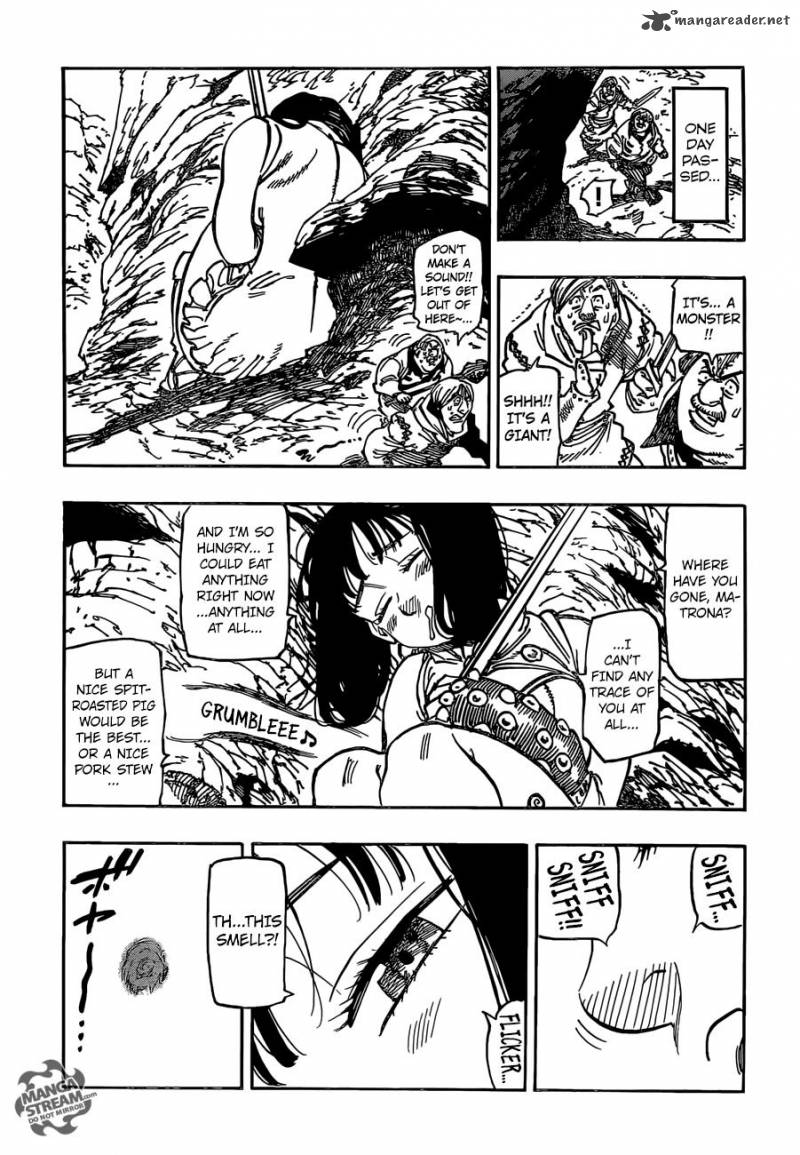 mangareader.net
ONE
DAY
PAS-
SED...
!
IT'S... A
MONSTER
!!
SHHH!!
IT'S A
GIANT!
DON'T
MAKE A
SOUND!!
LET'S GET
OUT OF
HERE~...
WHERE
HAVE YOU
GONE, MA-
TRONA?
...I
CAN'T
FIND ANY
TRACE OF
YOU AT
ALL...
AND I'M SO
HUNGRY... I
COULD EAT
ANYTHING
RIGHT NOW
...ANYTHING
AT ALL...
GRUMBLEEE♫
BUT A
NICE SPIT-
ROASTED PIG
WOULD BE
THE BEST...
OR A NICE
PORK STEW
...
SNIFF...
SNIFF
SNIFF!!
FLICKER...
TH...THIS
SMELL?!
ボヤ〜...
MANGA
STREAM.com
DO NOT MIRROR